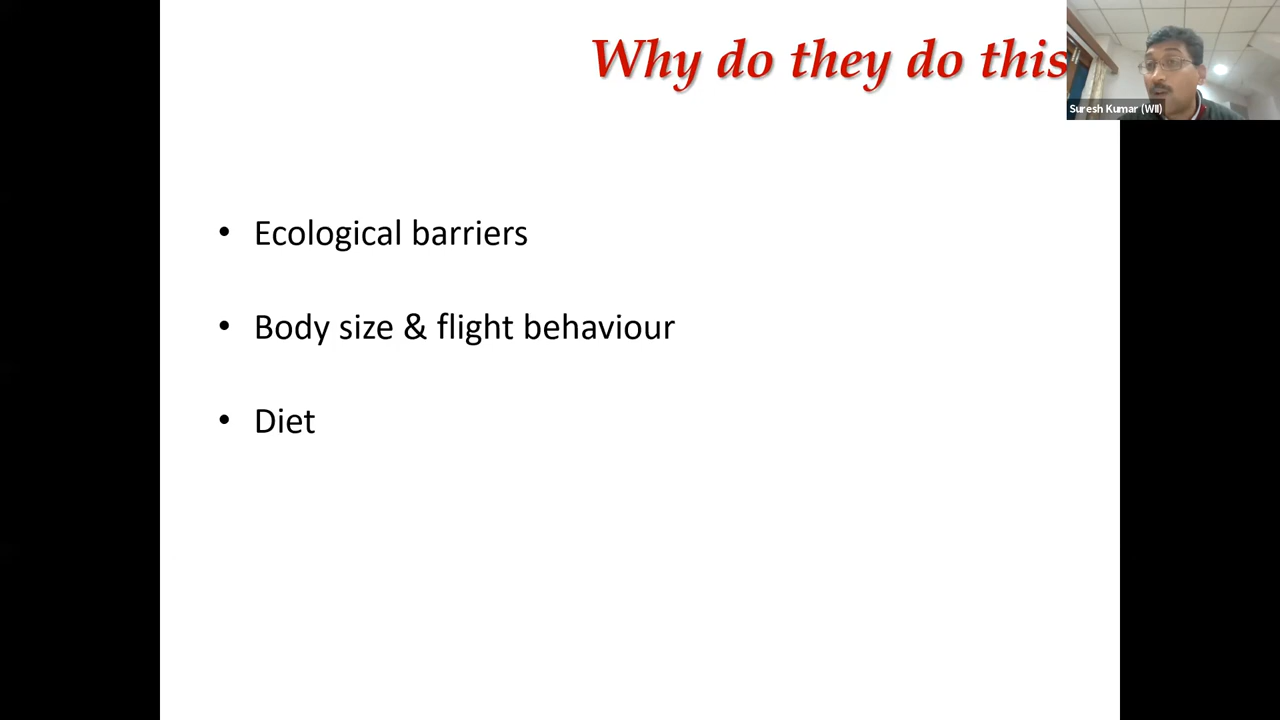 Why do they do this
Suresh Kumar (WII)
• Ecological barriers
• Body size & flight behaviour
• Diet